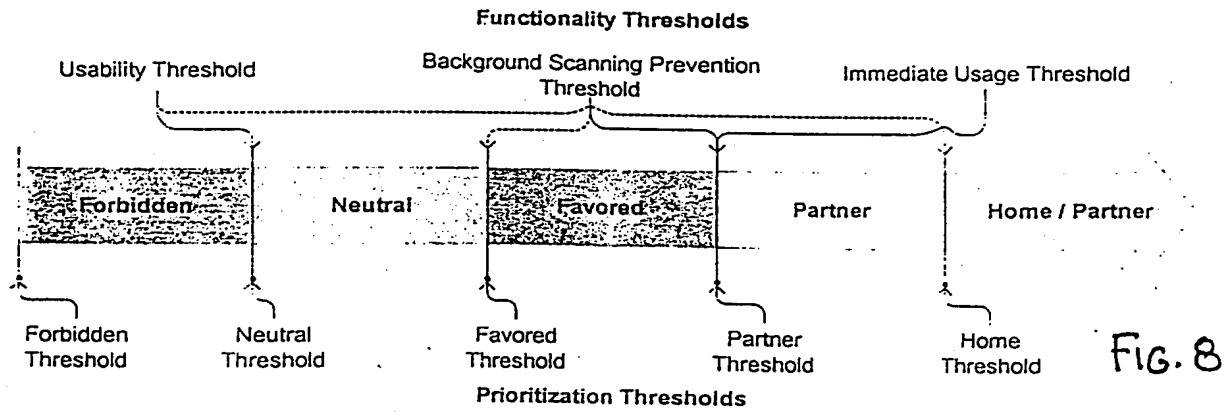 Functionality Thresholds
Usability Threshold
Background Scanning Prevention
Threshold
Immediate Usage Threshold
Forbidden
Neutral
Favored
Partner
Home / Partner
Forbidden
Threshold
Neutral
Threshold
Favored
Threshold
Partner
Threshold
Home
Threshold
FIG. 8
Prioritization Thresholds